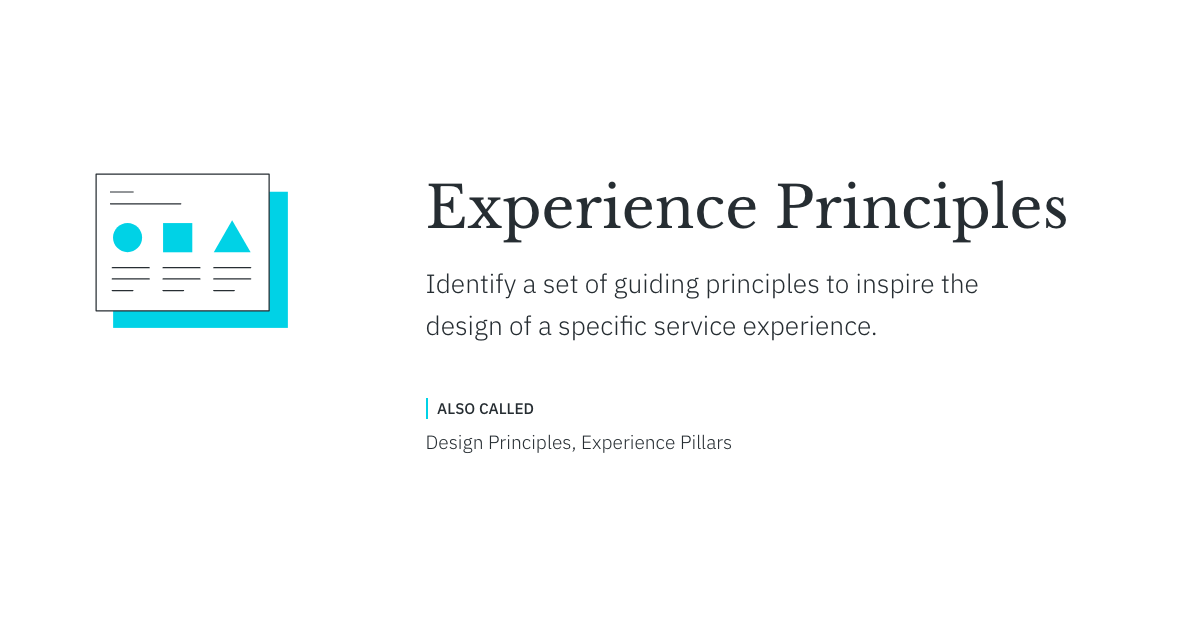 Experience Principles
Identify a set of guiding principles to inspire the
design of a specific service experience.
ALSO CALLED
Design Principles, Experience Pillars